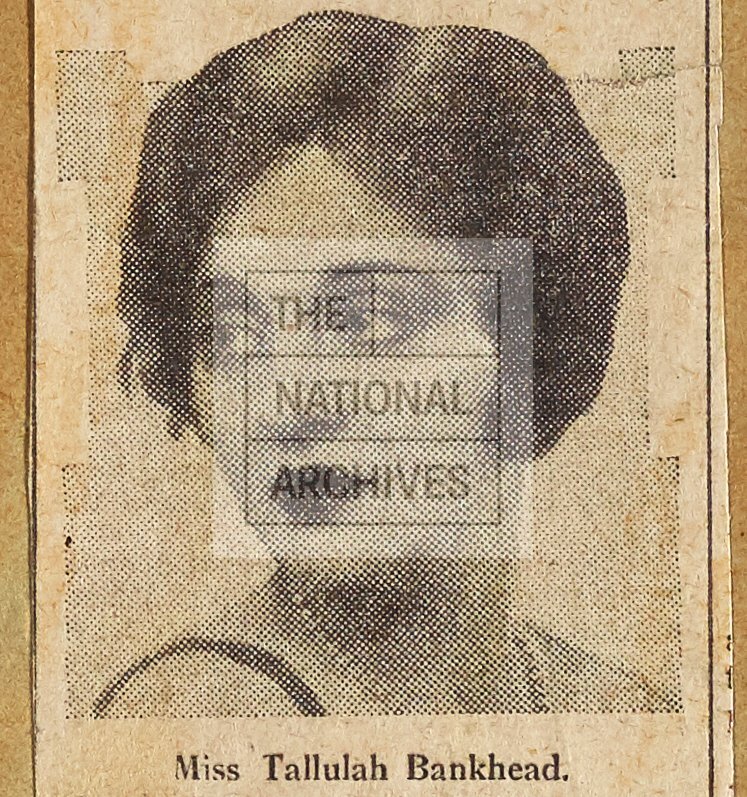 THE
NATIONAL
ARCHIVES
Miss Tallulah Bankhead.